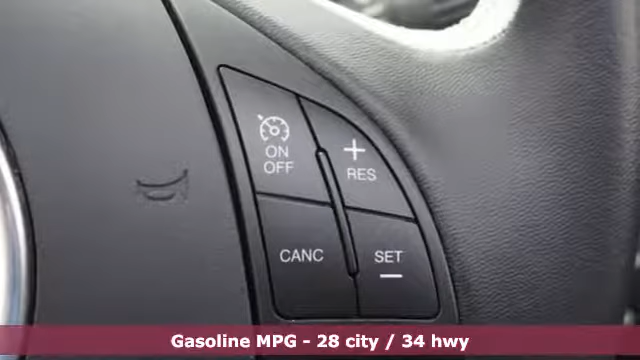 ON
OFF
+
RES
CANC
SET
−
Gasoline MPG - 28 city / 34 hwy